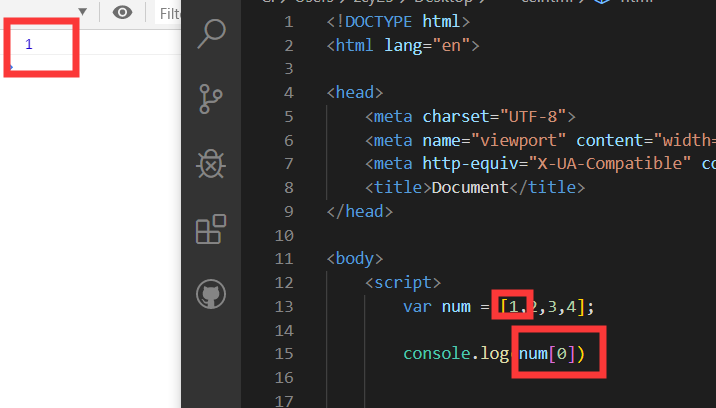 Filte
1
1 <!DOCTYPE html>
2 <html lang="en">
3
4 <head>
5 <meta charset="UTF-8">
6 <meta name="viewport" content="width=
7 <meta http-equiv="X-UA-Compatible" co
8 <title>Document</title>
9 </head>
10
11 <body>
12 <script>
13 var num = [1,2,3,4];
14
15 console.log(num[0])
16
17